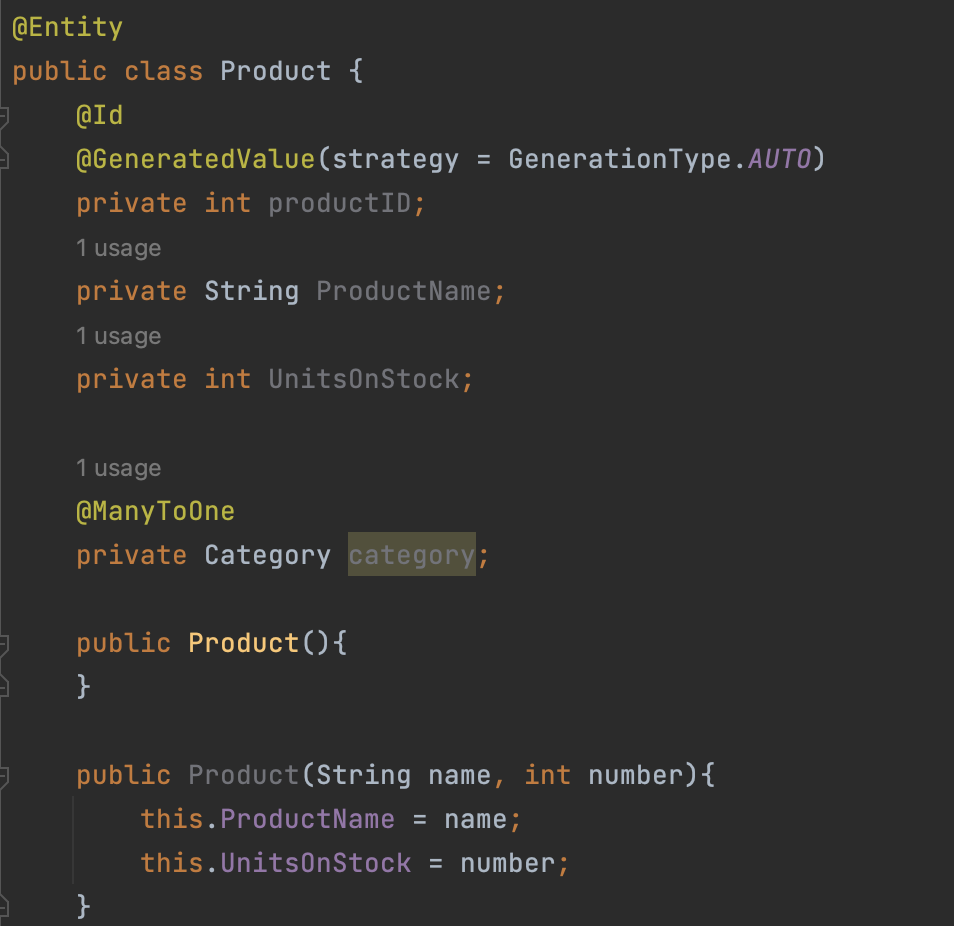 @Entity
public class Product {
@Id
@GeneratedValue(strategy = GenerationType.AUTO)
private int productID;
1 usage
private String ProductName;
1 usage
private int UnitsOnStock;
1 usage
@ManyToOne
private Category category;
public Product(){
}
public Product(String name, int number){
this.ProductName = name;
this.UnitsOnStock = number;
}